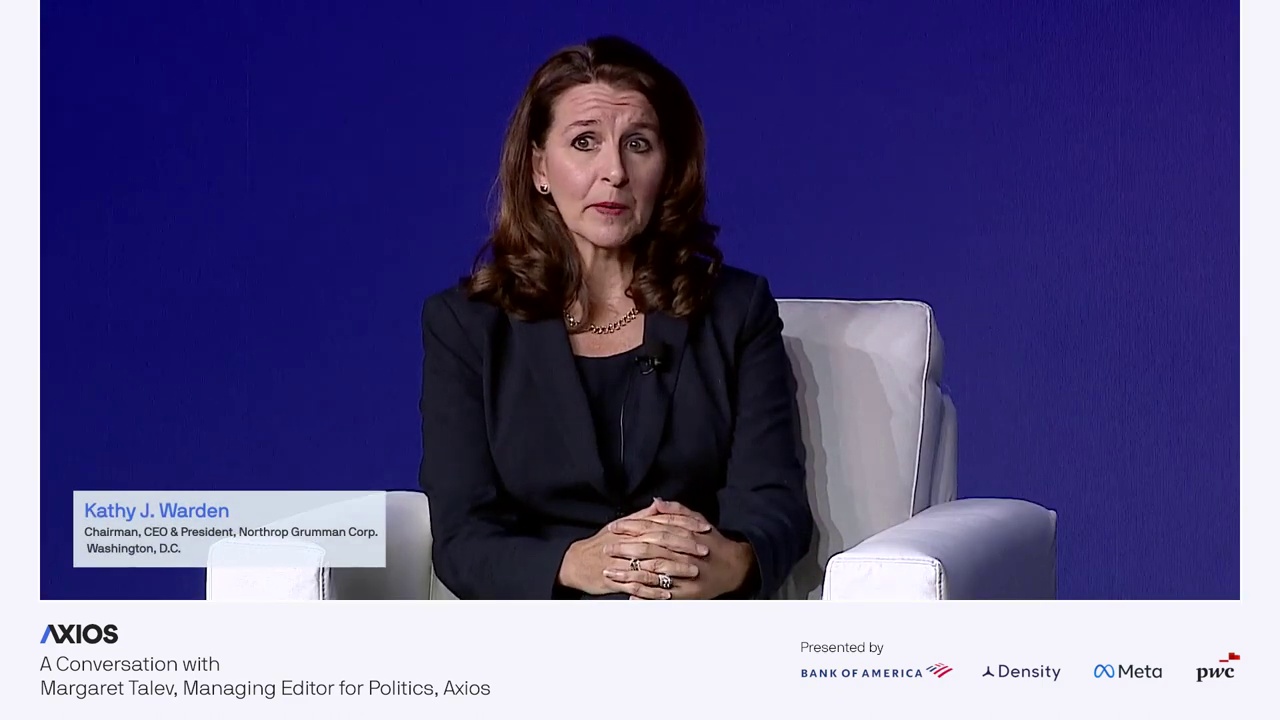 Kathy J. Warden
Chairman, CEO & President, Northrop Grumman Corp.
Washington, D.C.
AXIOS
A Conversation with
Margaret Talev, Managing Editor for Politics, Axios
Presented by
BANK OF AMERICA
Density
Meta
pwc